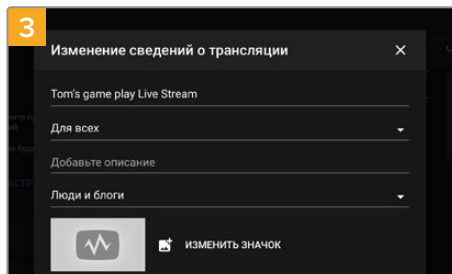 3
Изменение сведений о трансляции
Tom's game play Live Stream
Для всех
Добавьте описание
Люди и блоги
ИЗМЕНИТЬ ЗНАЧОК